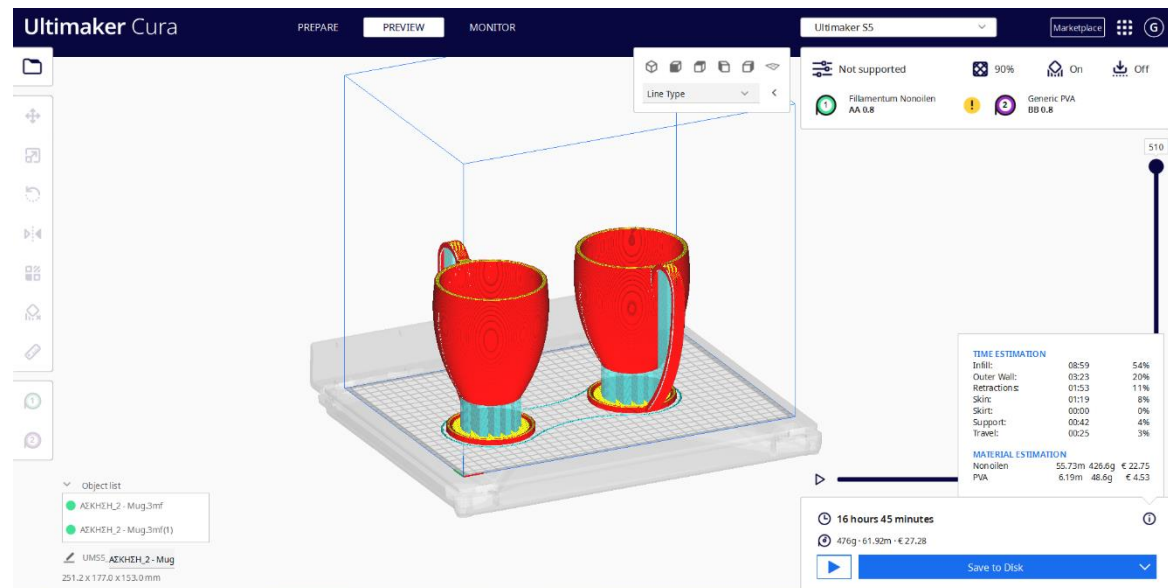 Ultimaker Cura PREPARE PREVIEW MONITOR Ultimaker S5 Marketplace G
Line Type
Not supported 90% On Off
1 Fillamentum Nonoilen ! 2 Generic PVA
AA 0.8 BB 0.8
510
1
2
TIME ESTIMATION
Infill: 08:59 54%
Outer Wall: 03:23 20%
Retractions: 01:53 11%
Skin: 01:19 8%
Skirt: 00:00 0%
Support: 00:42 4%
Travel: 00:25 3%
MATERIAL ESTIMATION
Nonoilen 55.73m 426.6g € 22.75
PVA 6.19m 48.6g € 4.53
Object list
ΑΣΚΗΣΗ_2 - Mug.3mf
ΑΣΚΗΣΗ_2 - Mug.3mf(1)
UMS5_ΑΣΚΗΣΗ_2 - Mug
251.2 x 177.0 x 153.0 mm
16 hours 45 minutes
476g · 61.92m · € 27.28
Save to Disk